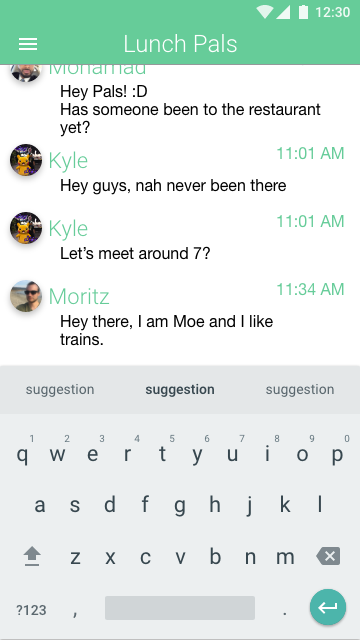 12:30
Lunch Pals
Mohamad
Hey Pals! :D
Has someone been to the restaurant
yet?
Kyle 11:01 AM
Hey guys, nah never been there
Kyle 11:01 AM
Let’s meet around 7?
Moritz 11:34 AM
Hey there, I am Moe and I like
trains.
suggestion suggestion suggestion
1 2 3 4 5 6 7 8 9 0
q w e r t y u i o p
a s d f g h j k l
z x c v b n m
?123 , .